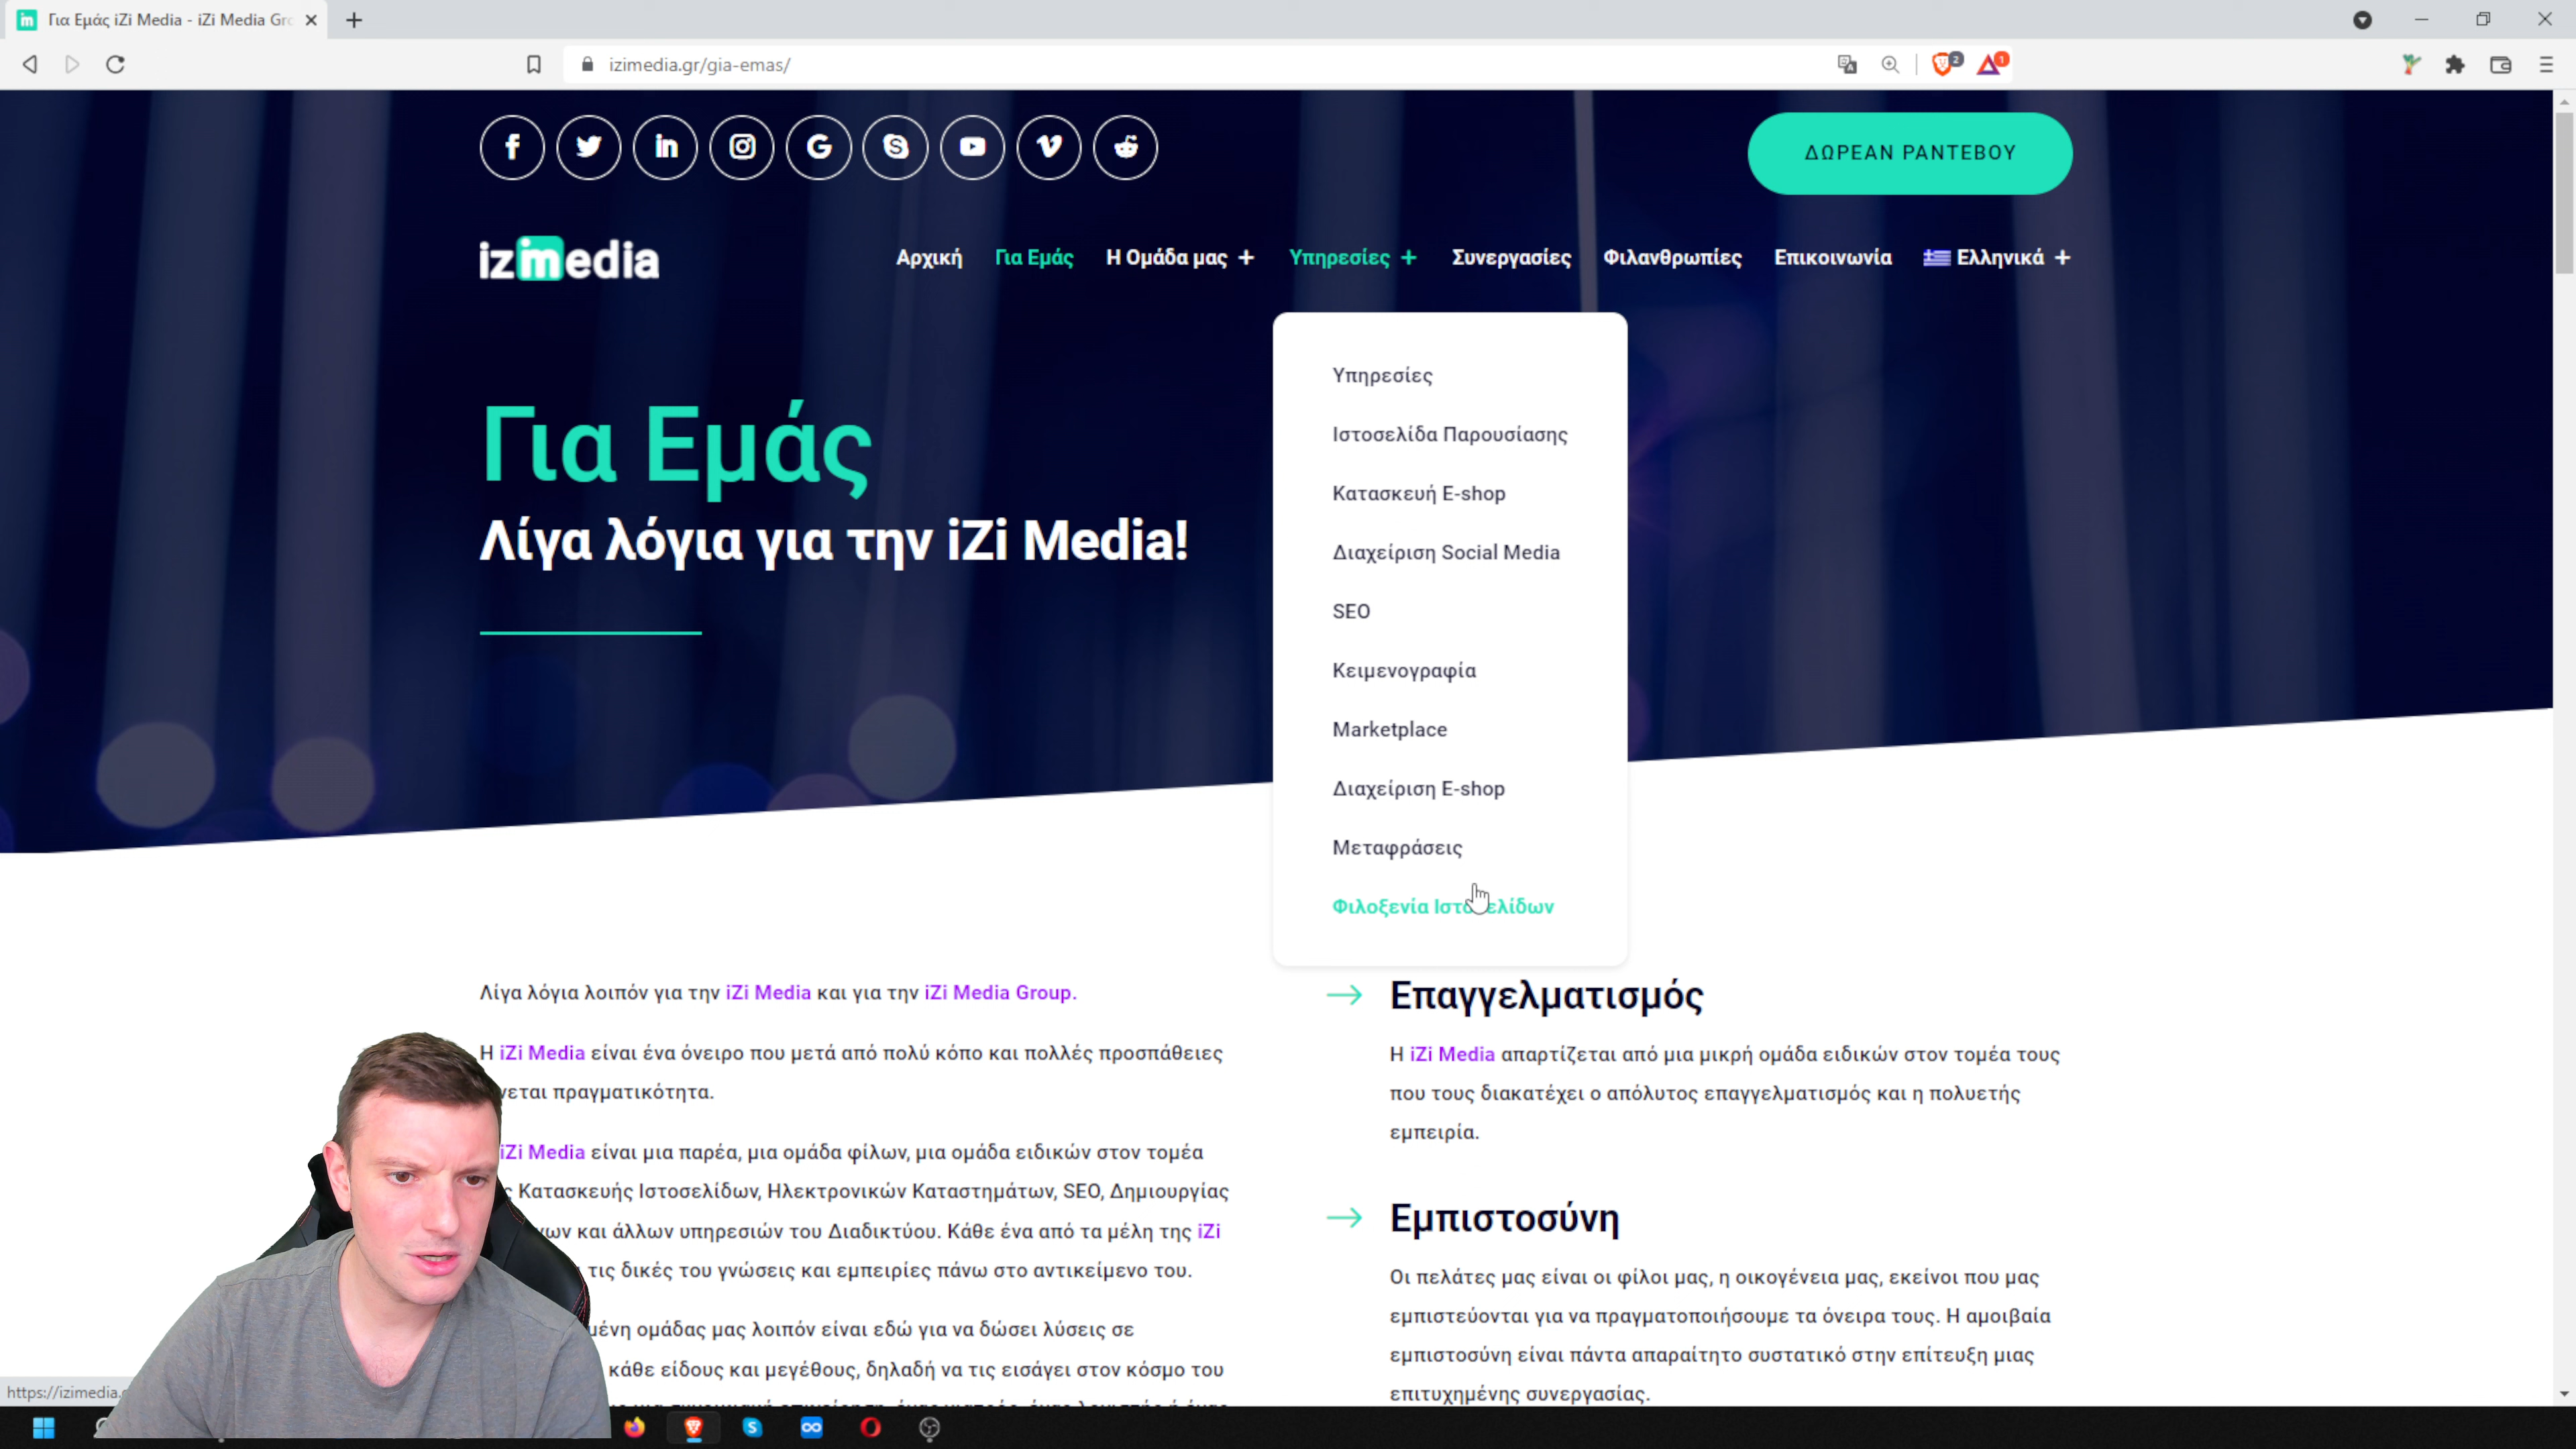 Για Εμάς iZi Media - iZi Media Gro
izimedia.gr/gia-emas/
2
1
ΔΩΡΕΑΝ ΡΑΝΤΕΒΟΥ
izimedia
Αρχική Για Εμάς Η Ομάδα μας + Υπηρεσίες + Συνεργασίες Φιλανθρωπίες Επικοινωνία Ελληνικά +
Για Εμάς
Λίγα λόγια για την iZi Media!
Υπηρεσίες
Ιστοσελίδα Παρουσίασης
Κατασκευή E-shop
Διαχείριση Social Media
SEO
Κειμενογραφία
Marketplace
Διαχείριση E-shop
Μεταφράσεις
Φιλοξενία Ιστοσελίδων
Λίγα λόγια λοιπόν για την iZi Media και για την iZi Media Group.
Η iZi Media είναι ένα όνειρο που μετά από πολύ κόπο και πολλές προσπάθειες
νεται πραγματικότητα.
iZi Media είναι μια παρέα, μια ομάδα φίλων, μια ομάδα ειδικών στον τομέα
ς Κατασκευής Ιστοσελίδων, Ηλεκτρονικών Καταστημάτων, SEO, Δημιουργίας
νων και άλλων υπηρεσιών του Διαδικτύου. Κάθε ένα από τα μέλη της iZi
τις δικές του γνώσεις και εμπειρίες πάνω στο αντικείμενο του.
μένη ομάδας μας λοιπόν είναι εδώ για να δώσει λύσεις σε
κάθε είδους και μεγέθους, δηλαδή να τις εισάγει στον κόσμο του
Επαγγελματισμός
Η iZi Media απαρτίζεται από μια μικρή ομάδα ειδικών στον τομέα τους
που τους διακατέχει ο απόλυτος επαγγελματισμός και η πολυετής
εμπειρία.
Εμπιστοσύνη
Οι πελάτες μας είναι οι φίλοι μας, η οικογένεια μας, εκείνοι που μας
εμπιστεύονται για να πραγματοποιήσουμε τα όνειρα τους. Η αμοιβαία
εμπιστοσύνη είναι πάντα απαραίτητο συστατικό στην επίτευξη μιας
επιτυχημένης συνεργασίας.
https://izimedia.